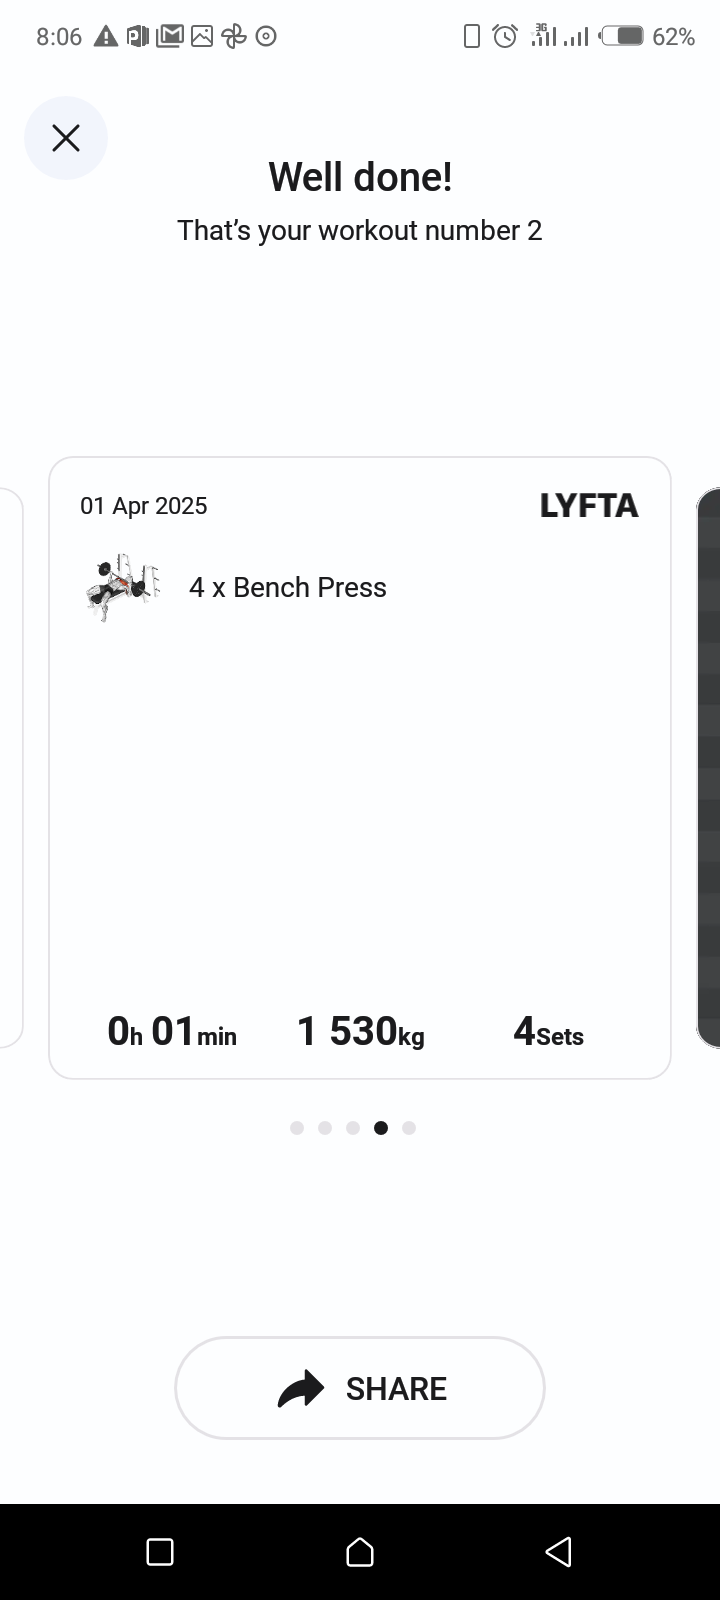 8:06 3G 62%
Well done!
That's your workout number 2
01 Apr 2025 LYFTA
4 x Bench Press
0h 01min 1 530kg 4Sets
SHARE